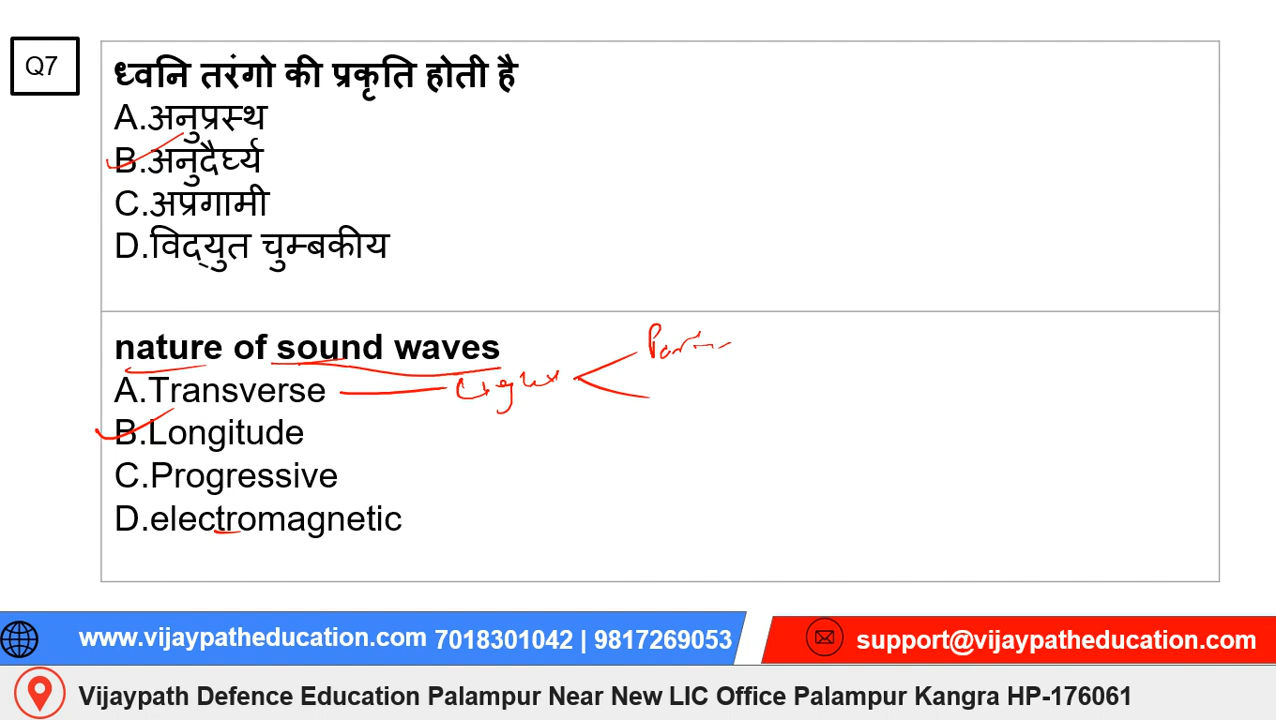 Q7
ध्वनि तरंगो की प्रकृति होती है
A.अनुप्रस्थ
B.अनुदैर्घ्य
C.अप्रगामी
D.विद्युत चुम्बकीय
nature of sound waves
A.Transverse
Light
B.Longitude
C.Progressive
D.electromagnetic
www.vijaypatheducation.com 7018301042 | 9817269053
support@vijaypatheducation.com
Vijaypath Defence Education Palampur Near New LIC Office Palampur Kangra HP-176061